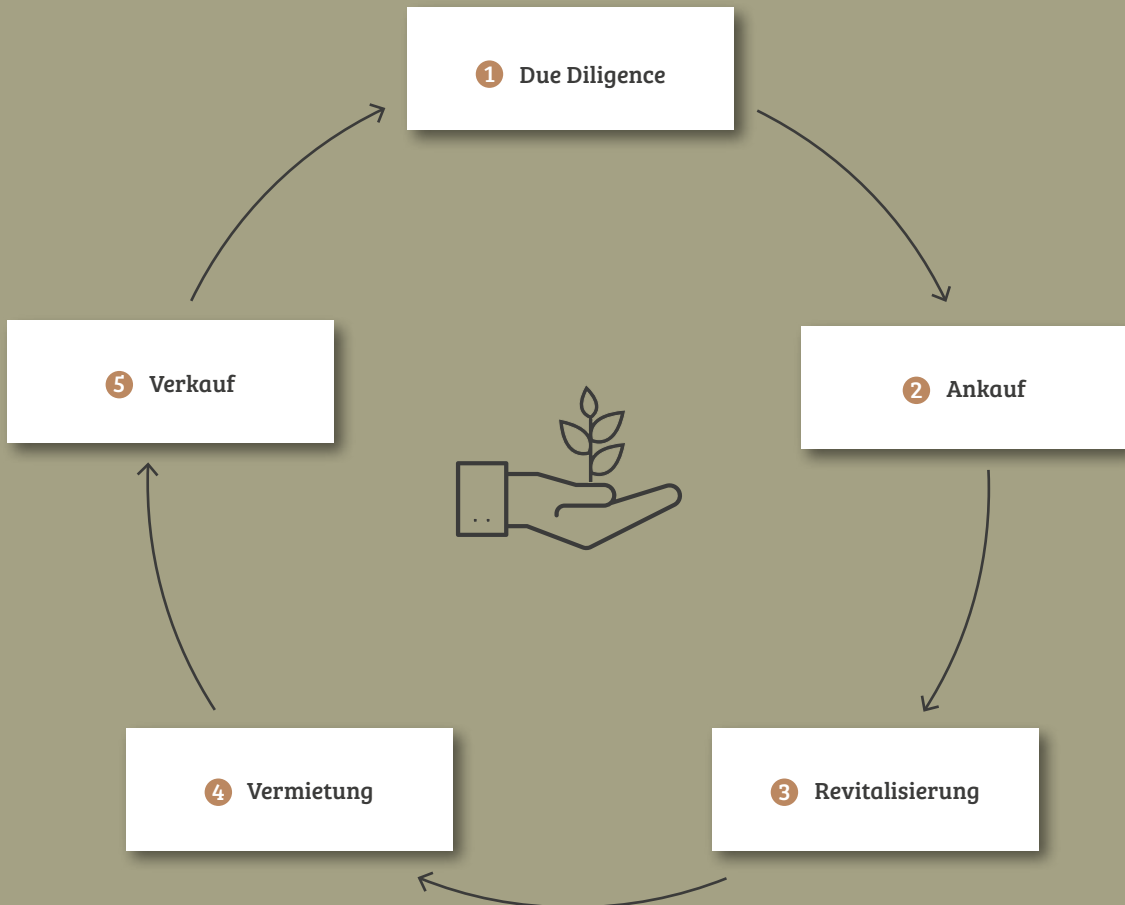 1 Due Diligence
2 Ankauf
3 Revitalisierung
4 Vermietung
5 Verkauf